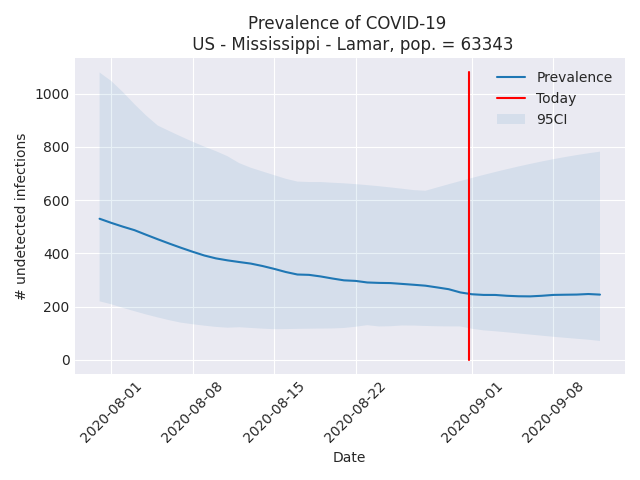 Prevalence of COVID-19
US - Mississippi - Lamar, pop. = 63343
Prevalence
Today
95CI
# undetected infections
1000
800
600
400
200
0
2020-08-01
2020-08-08
2020-08-15
2020-08-22
2020-09-01
2020-09-08
Date